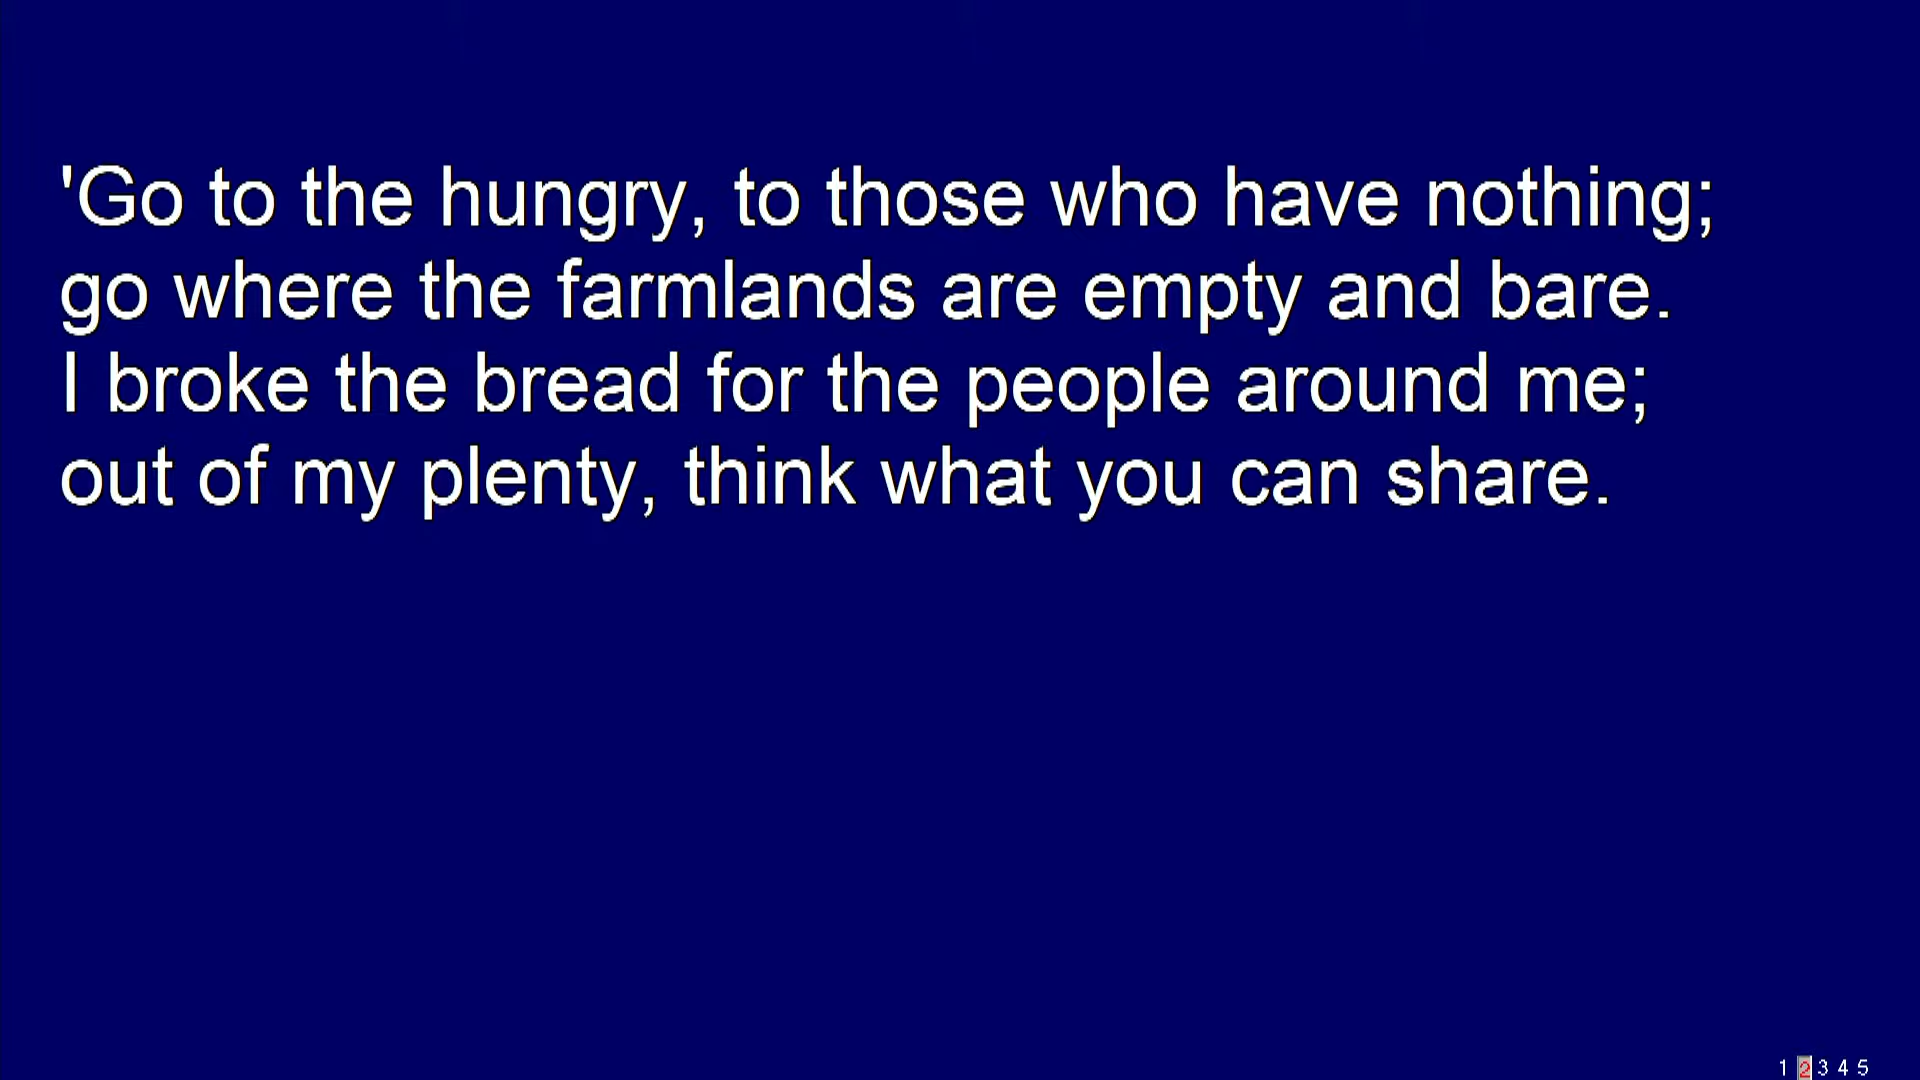 'Go to the hungry, to those who have nothing;
go where the farmlands are empty and bare.
I broke the bread for the people around me;
out of my plenty, think what you can share.
1 2 3 4 5